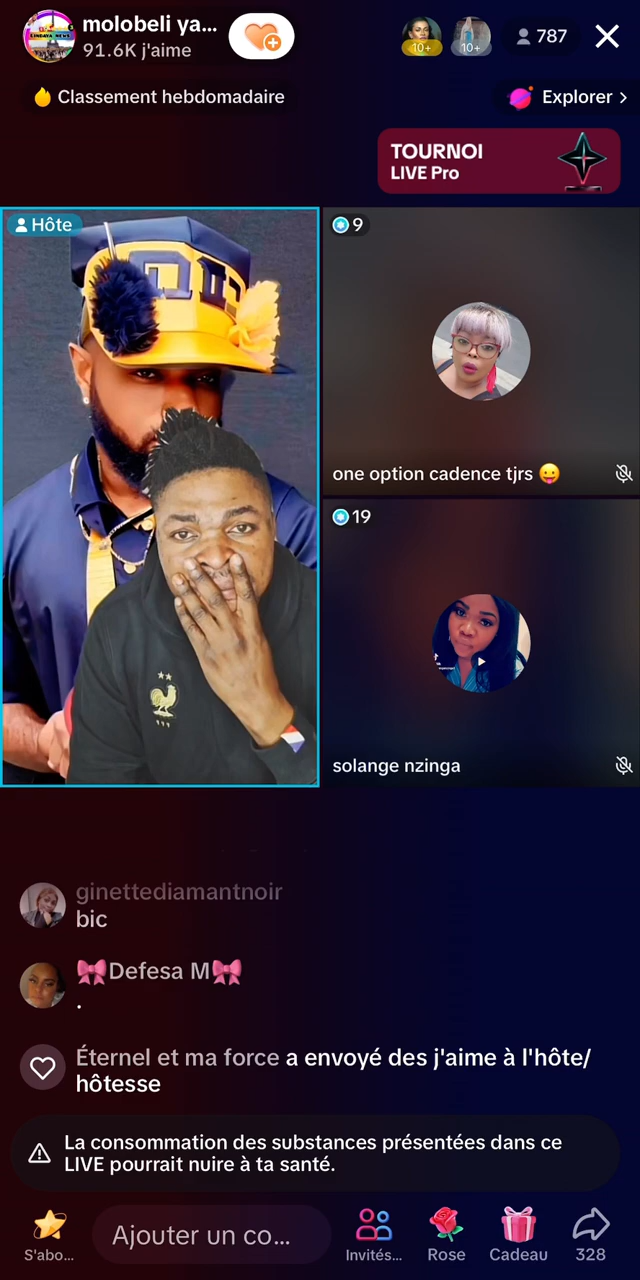 molobeli ya...
91.6K j'aime
10+
10+
787
Classement hebdomadaire
Explorer >
TOURNOI
LIVE Pro
Hôte
9
one option cadence tjrs 😛
19
solange nzinga
ginettediamantnoir
bic
🎀Defesa M🎀
.
Éternel et ma force a envoyé des j'aime à l'hôte/
hôtesse
La consommation des substances présentées dans ce
LIVE pourrait nuire à ta santé.
S'abo...
Ajouter un co...
Invités...
Rose
Cadeau
328